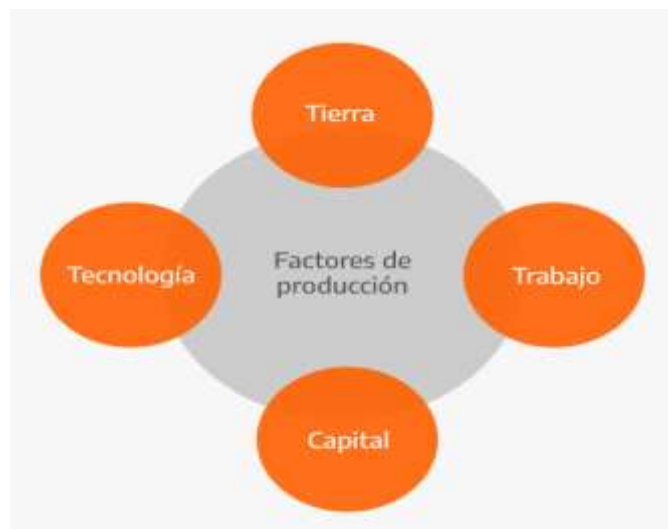 Tierra
Tecnología
Factores de
producción
Trabajo
Capital